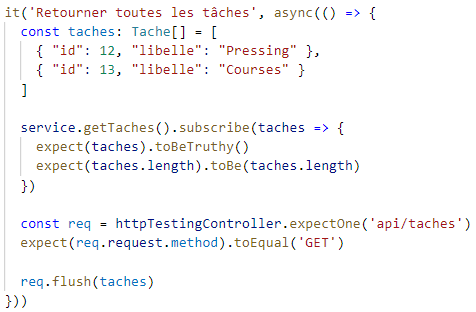 it('Retourner toutes les tâches', async(() => {
  const taches: Tache[] = [
    { "id": 12, "libelle": "Pressing" },
    { "id": 13, "libelle": "Courses" }
  ]

  service.getTaches().subscribe(taches => {
    expect(taches).toBeTruthy()
    expect(taches.length).toBe(taches.length)
  })

  const req = httpTestingController.expectOne('api/taches')
  expect(req.request.method).toEqual('GET')

  req.flush(taches)
}))